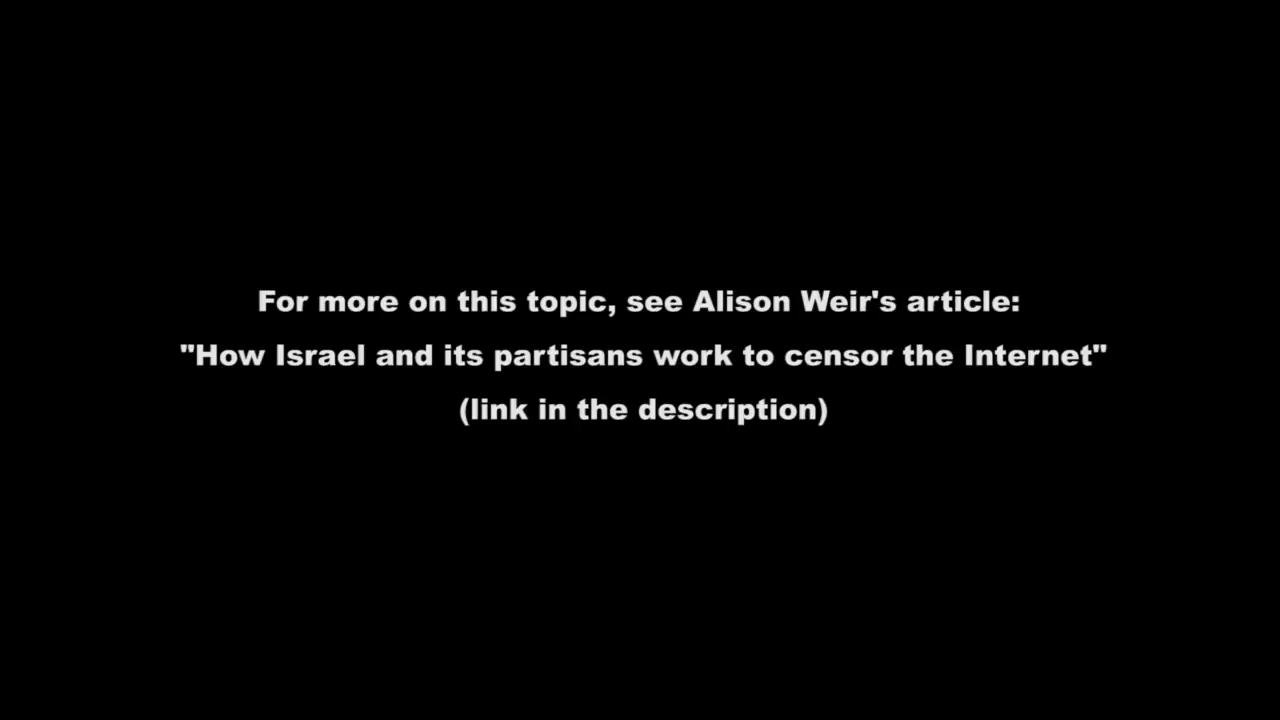 For more on this topic, see Alison Weir's article:
"How Israel and its partisans work to censor the Internet"
(link in the description)